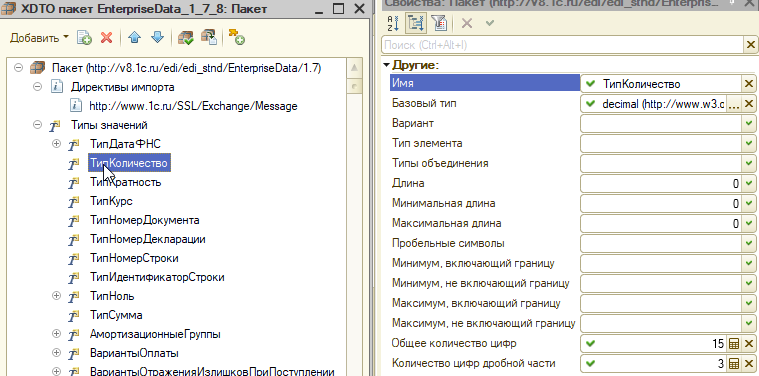 XDTO пакет EnterpriseData_1_7_8: Пакет
Добавить
Пакет (http://v8.1c.ru/edi/edi_stnd/EnterpriseData/1.7)
Директивы импорта
http://www.1c.ru/SSL/Exchange/Message
Типы значений
ТипДатаФНС
ТипКоличество
ТипКратность
ТипКурс
ТипНомерДокумента
ТипНомерДекларации
ТипНомерСтроки
ТипИдентификаторСтроки
ТипНоль
ТипСумма
АмортизационныеГруппы
ВариантыОплаты
ВариантыОтраженияИзлишковПриПоступлении
Свойства: Пакет (http://v8.1c.ru/edi/edi_stnd/Enterpris...
Поиск (Ctrl+Alt+I)
Другие:
Имя ТипКоличество
Базовый тип decimal (http://www.w3.c ...
Вариант
Тип элемента
Типы объединения
Длина 0
Минимальная длина 0
Максимальная длина 0
Пробельные символы
Минимум, включающий границу
Минимум, не включающий границу
Максимум, включающий границу
Максимум, не включающий границу
Общее количество цифр 15
Количество цифр дробной части 3